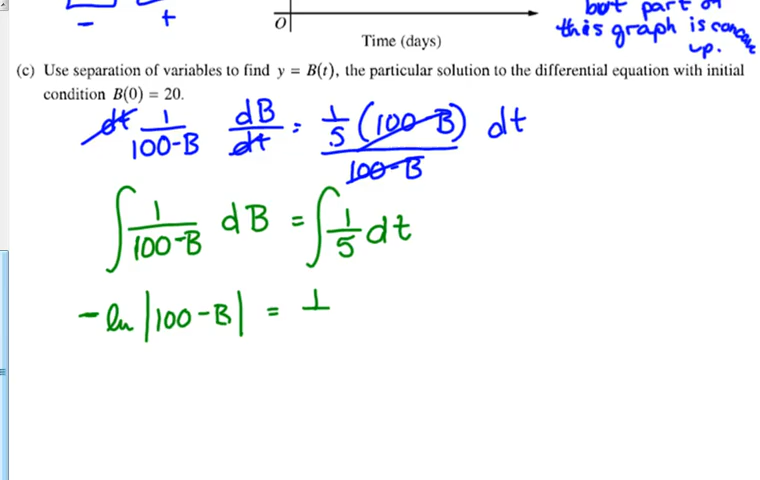 but part of
this graph is concave
up.
− +
O
Time (days)
(c) Use separation of variables to find y = B(t), the particular solution to the differential equation with initial
condition B(0) = 20.
dt 1/(100-B) dB/dt = (1/5 (100-B))/(100-B) dt
∫ 1/(100-B) dB = ∫ 1/5 dt
-ln |100-B| = 1